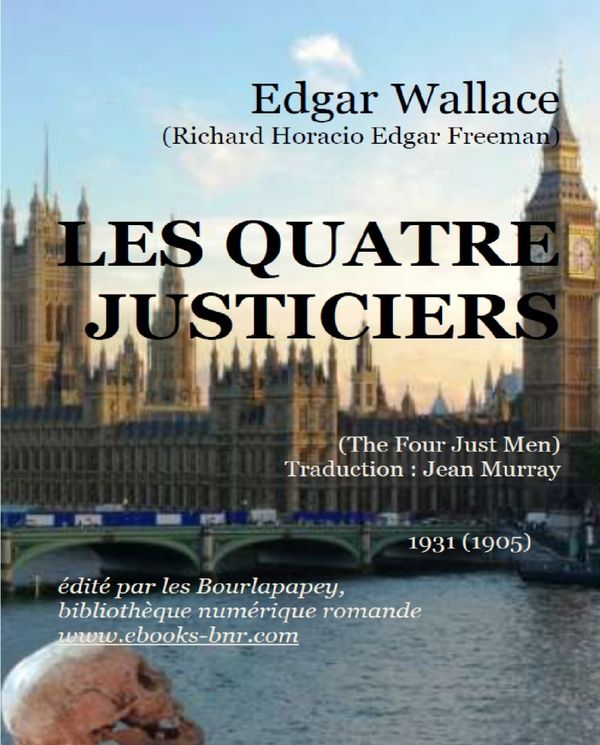 Edgar Wallace
(Richard Horacio Edgar Freeman)
LES QUATRE
JUSTICIERS
(The Four Just Men)
Traduction : Jean Murray
1931 (1905)
édité par les Bourlapapey,
bibliothèque numérique romande
www.ebooks-bnr.com